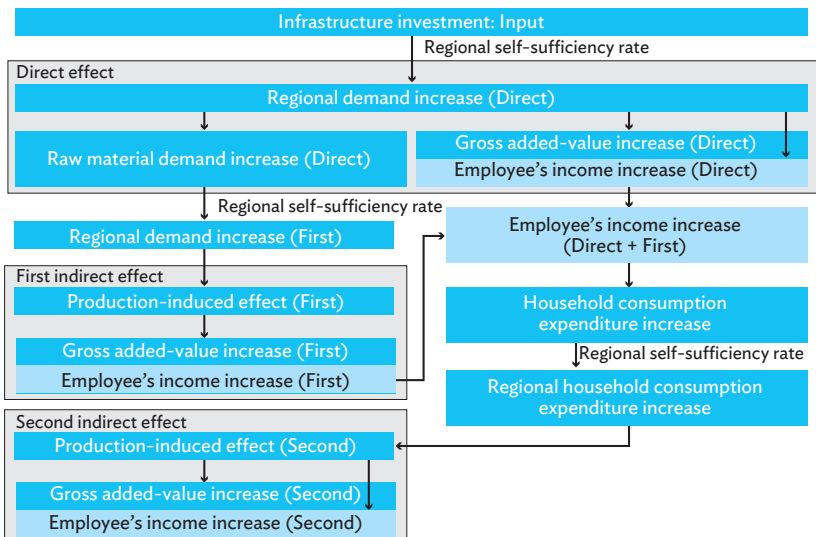 Infrastructure investment: Input
Regional self-sufficiency rate
Direct effect
Regional demand increase (Direct)
Raw material demand increase (Direct)
Gross added-value increase (Direct)
Employee's income increase (Direct)
Regional self-sufficiency rate
Regional demand increase (First)
Employee's income increase
(Direct + First)
First indirect effect
Production-induced effect (First)
Gross added-value increase (First)
Employee's income increase (First)
Household consumption
expenditure increase
Regional self-sufficiency rate
Regional household consumption
expenditure increase
Second indirect effect
Production-induced effect (Second)
Gross added-value increase (Second)
Employee's income increase (Second)